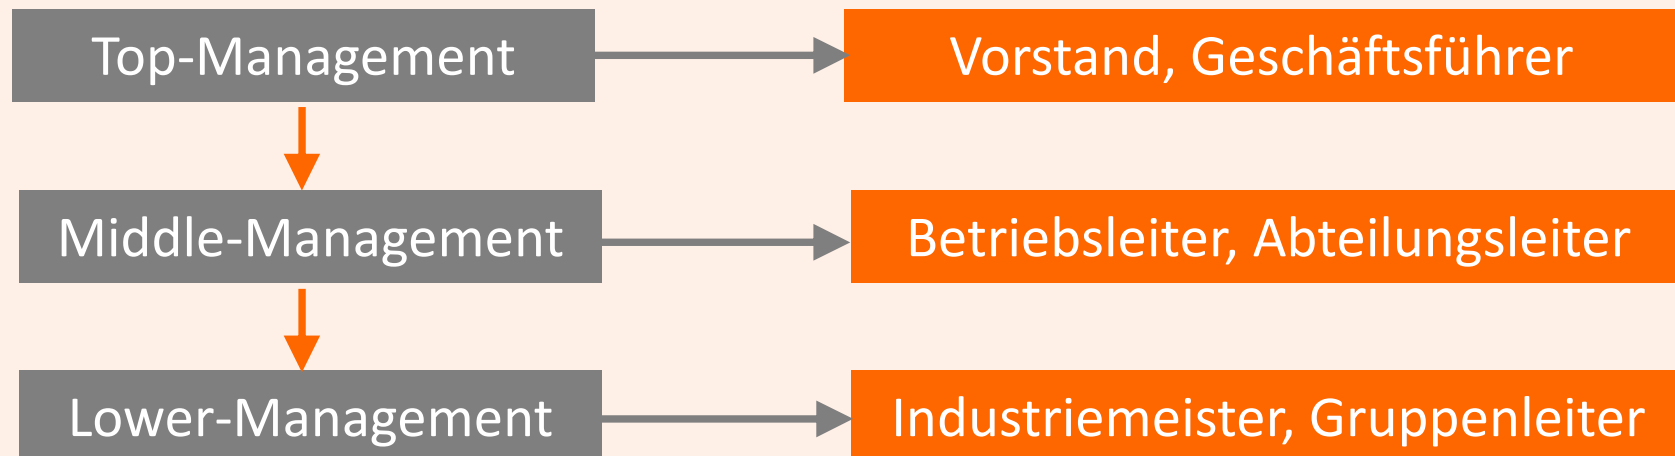 Top-Management
Vorstand, Geschäftsführer
Middle-Management
Betriebsleiter, Abteilungsleiter
Lower-Management
Industriemeister, Gruppenleiter